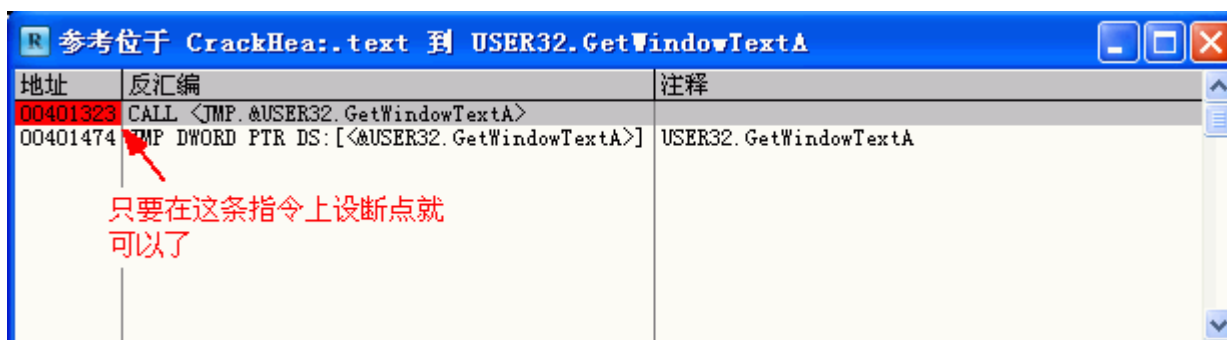 参考位于 CrackHea:.text 到 USER32.GetWindowTextA
地址 反汇编 注释
00401323 CALL <JMP.&USER32.GetWindowTextA>
00401474 JMP DWORD PTR DS:[<&USER32.GetWindowTextA>] USER32.GetWindowTextA
只要在这条指令上设断点就
可以了